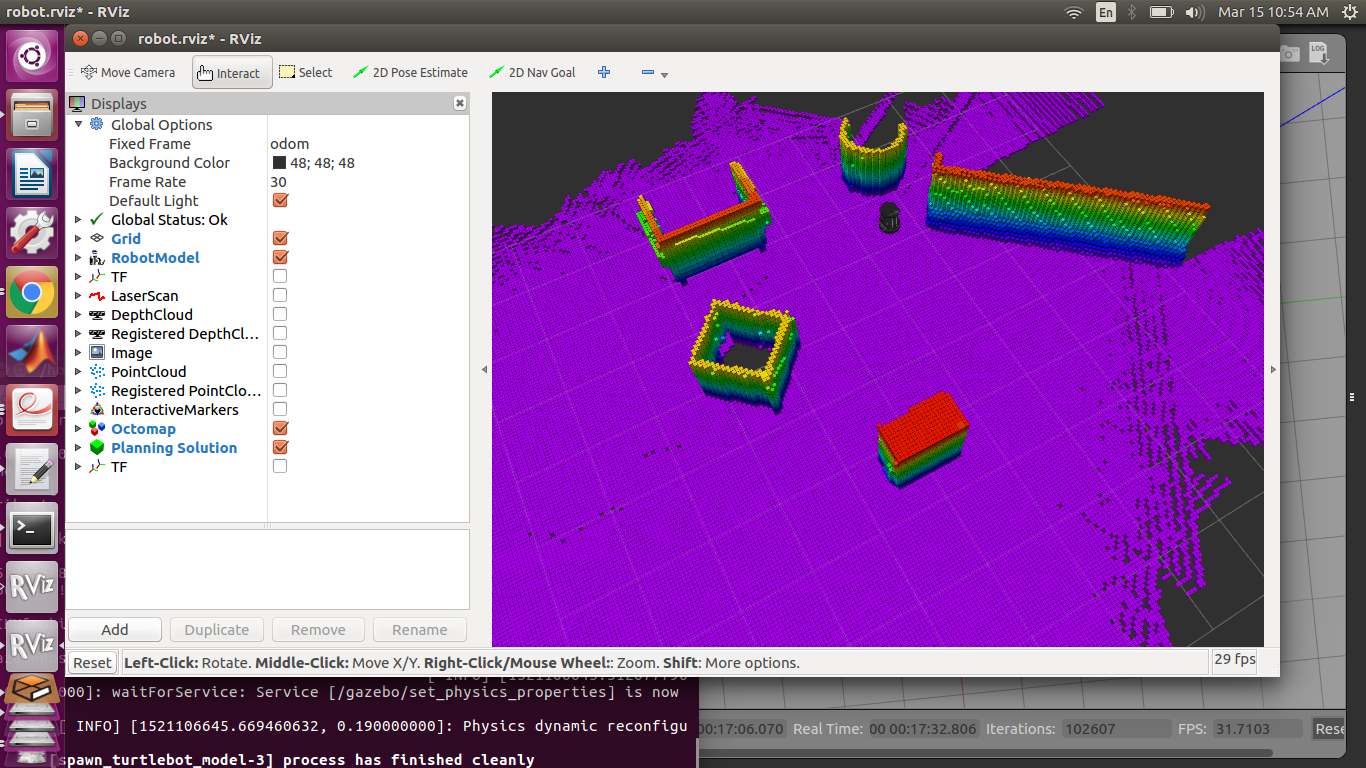 robot.rviz* - RViz
En
Mar 15 10:54 AM
robot.rviz* - RViz
Move Camera
Interact
Select
2D Pose Estimate
2D Nav Goal
LOG
Displays
Global Options
Fixed Frame odom
Background Color 48; 48; 48
Frame Rate 30
Default Light
Global Status: Ok
Grid
RobotModel
TF
LaserScan
DepthCloud
Registered DepthCl...
Image
PointCloud
Registered PointClo...
InteractiveMarkers
Octomap
Planning Solution
TF
RViz
RViz
Add
Duplicate
Remove
Rename
Reset
Left-Click: Rotate. Middle-Click: Move X/Y. Right-Click/Mouse Wheel:: Zoom. Shift: More options.
29 fps
000]: waitForService: Service [/gazebo/set_physics_properties] is now
[ INFO] [1521106645.669460632, 0.190000000]: Physics dynamic reconfigu
[spawn_turtlebot_model-3] process has finished cleanly
00:17:06.070
Real Time: 00 00:17:32.806
Iterations: 102607
FPS: 31.7103
Rese